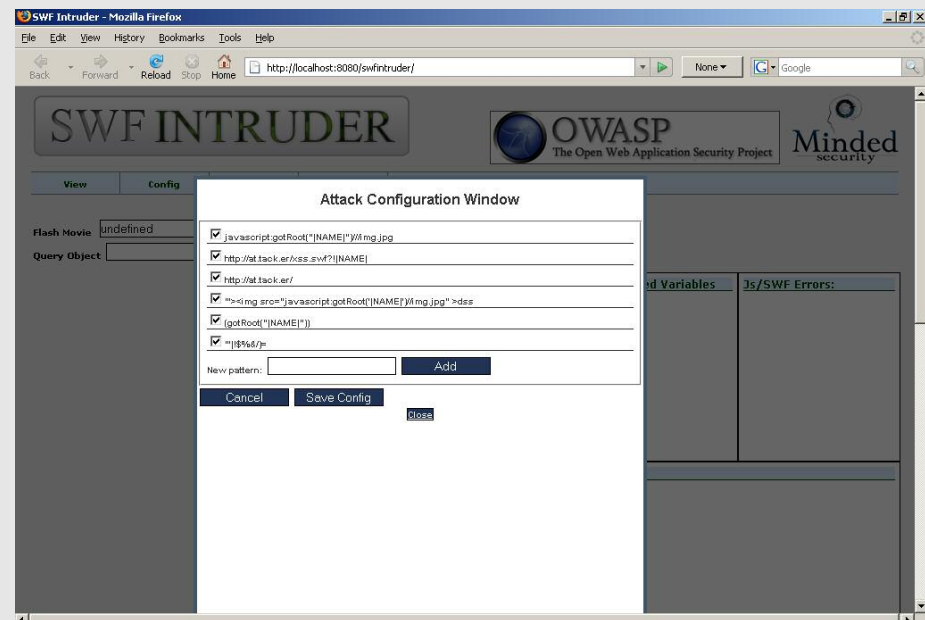 SWF Intruder - Mozilla Firefox
File Edit View History Bookmarks Tools Help
Back Forward Reload Stop Home http://localhost:8080/swfintruder/ None Google
SWF INTRUDER
OWASP
The Open Web Application Security Project
Minded
security
View Config
Attack Configuration Window
Flash Movie undefined
Query Object
javascript:gotRoot("|NAME|")///img.jpg
http://at.tack.er/xss.swf?!|NAME|
http://at.tack.er/
'"><img src="javascript:gotRoot('|NAME|')//img.jpg" >dss
(gotRoot("|NAME|"))
New pattern: Add
Cancel Save Config
Close
Variables Js/SWF Errors: